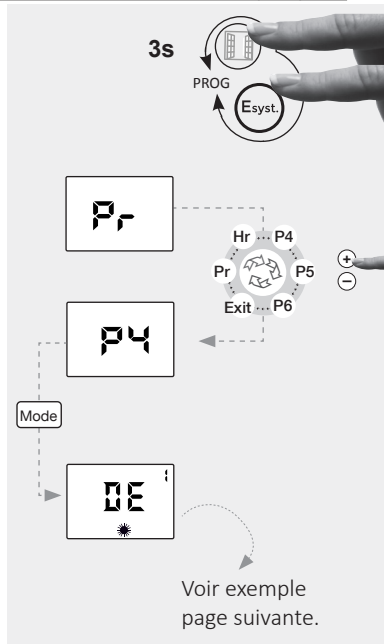 3s
PROG
Esyst.
Pr
Hr ... P4
Pr P5
Exit ... P6
+
−
P4
Mode
DE 1
Voir exemple
page suivante.